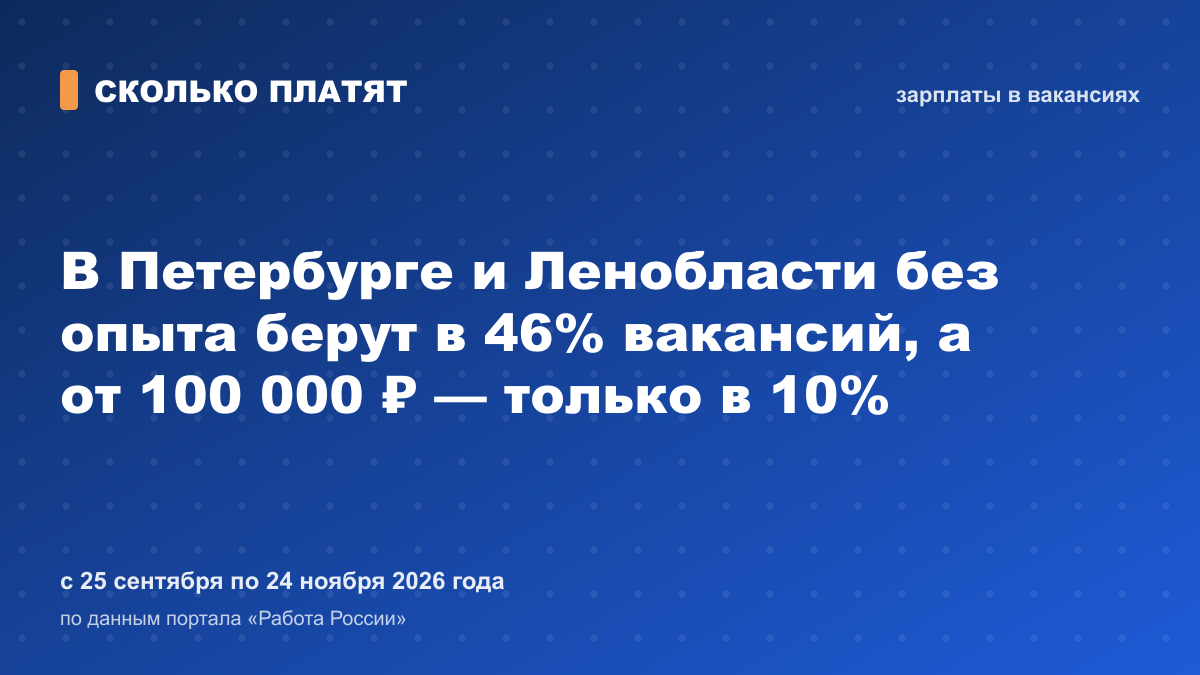 СКОЛЬКО ПЛАТЯТ
зарплаты в вакансиях
В Петербурге и Ленобласти без
опыта берут в 46% вакансий, а
от 100 000 ₽ — только в 10%
с 25 сентября по 24 ноября 2026 года
по данным портала «Работа России»